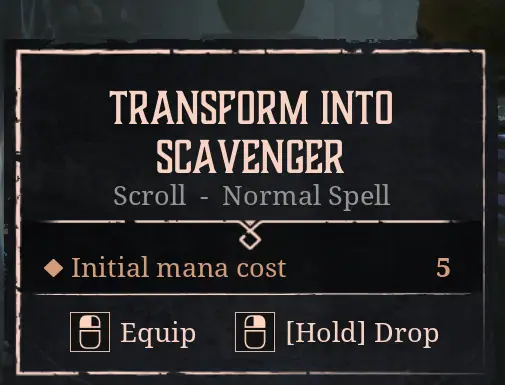 TRANSFORM INTO
SCAVENGER
Scroll - Normal Spell
Initial mana cost 5
Equip [Hold] Drop